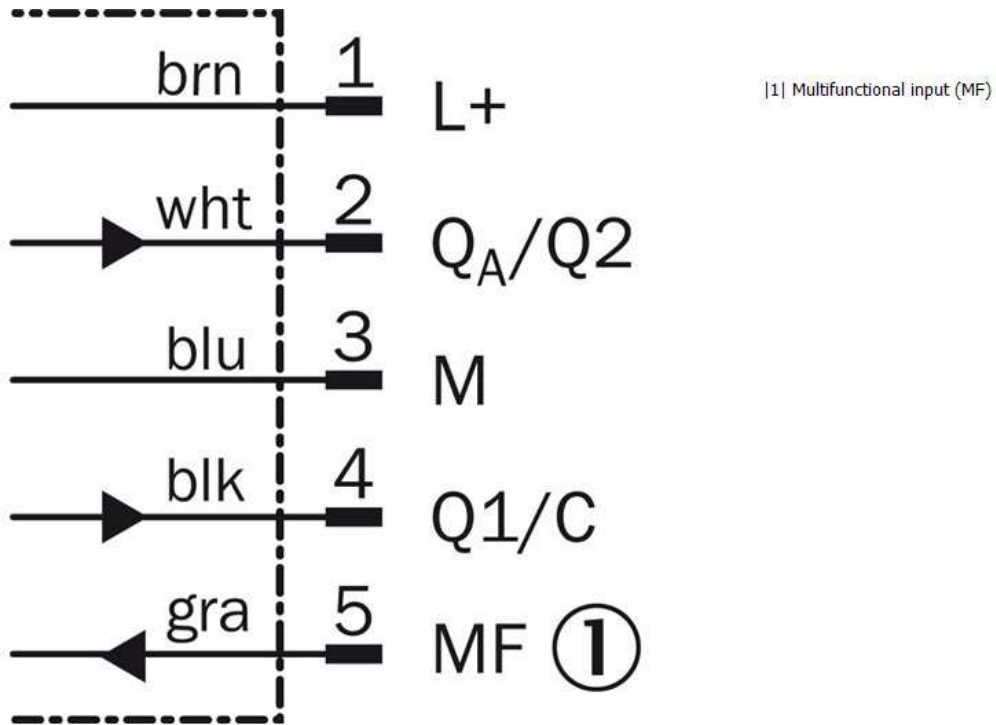 brn 1 L+
|1| Multifunctional input (MF)
wht 2 QA/Q2
blu 3 M
blk 4 Q1/C
gra 5 MF ①